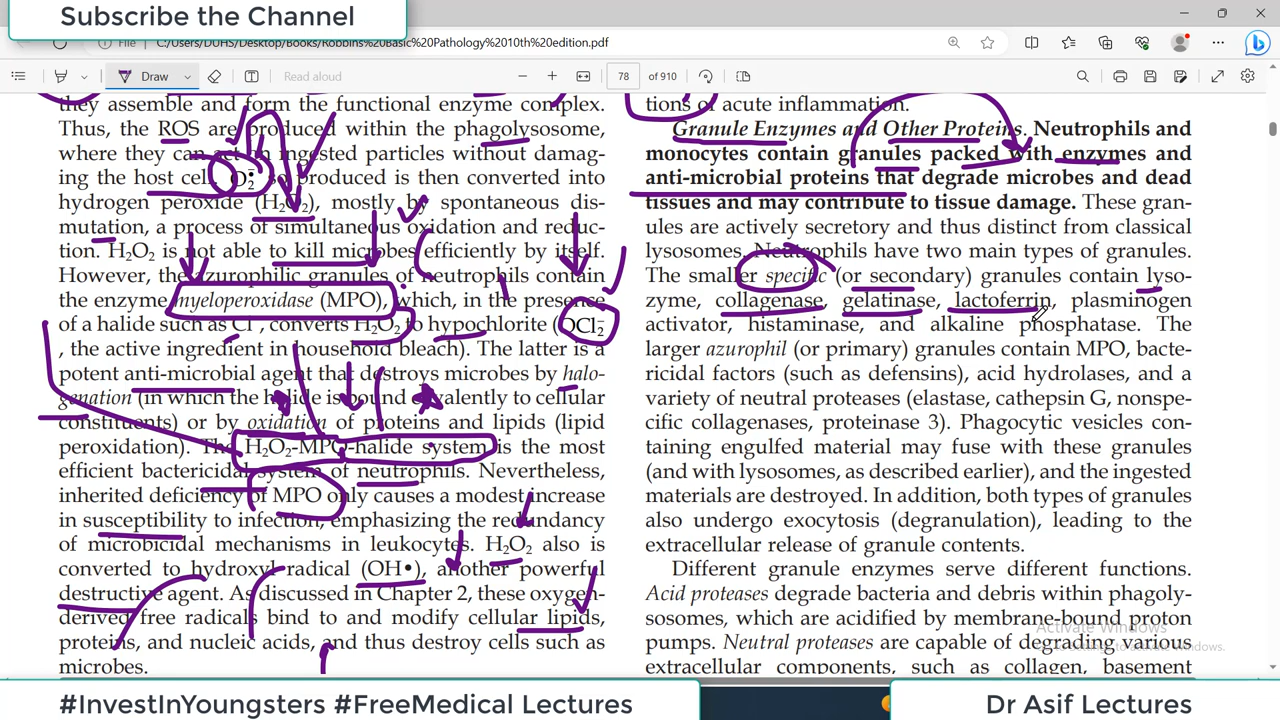 Subscribe the Channel
File
C:/Users/DUHS/Desktop/Books/Robbins%20Basic%20Pathology%2010th%20edition.pdf
Draw
Read aloud
78 of 910
they assemble and form the functional enzyme complex.
Thus, the ROS are produced within the phagolysosome,
where they can act on ingested particles without damag-
ing the host cell. O2 so produced is then converted into
hydrogen peroxide (H2O2), mostly by spontaneous dis-
mutation, a process of simultaneous oxidation and reduc-
tion. H2O2 is not able to kill microbes efficiently by itself.
However, the azurophilic granules of neutrophils contain
the enzyme myeloperoxidase (MPO), which, in the presence
of a halide such as Cl-, converts H2O2 to hypochlorite (OCl2-
, the active ingredient in household bleach). The latter is a
potent anti-microbial agent that destroys microbes by halo-
genation (in which the halide is bound covalently to cellular
constituents) or by oxidation of proteins and lipids (lipid
peroxidation). The H2O2-MPO-halide system is the most
efficient bactericidal system of neutrophils. Nevertheless,
inherited deficiency of MPO only causes a modest increase
in susceptibility to infection, emphasizing the redundancy
of microbicidal mechanisms in leukocytes. H2O2 also is
converted to hydroxyl radical (OH•), another powerful
destructive agent. As discussed in Chapter 2, these oxygen-
derived free radicals bind to and modify cellular lipids,
proteins, and nucleic acids, and thus destroy cells such as
microbes.
tions of acute inflammation.
Granule Enzymes and Other Proteins. Neutrophils and
monocytes contain granules packed with enzymes and
anti-microbial proteins that degrade microbes and dead
tissues and may contribute to tissue damage. These gran-
ules are actively secretory and thus distinct from classical
lysosomes. Neutrophils have two main types of granules.
The smaller specific (or secondary) granules contain lyso-
zyme, collagenase, gelatinase, lactoferrin, plasminogen
activator, histaminase, and alkaline phosphatase. The
larger azurophil (or primary) granules contain MPO, bacte-
ricidal factors (such as defensins), acid hydrolases, and a
variety of neutral proteases (elastase, cathepsin G, nonspe-
cific collagenases, proteinase 3). Phagocytic vesicles con-
taining engulfed material may fuse with these granules
(and with lysosomes, as described earlier), and the ingested
materials are destroyed. In addition, both types of granules
also undergo exocytosis (degranulation), leading to the
extracellular release of granule contents.
Different granule enzymes serve different functions.
Acid proteases degrade bacteria and debris within phagoly-
sosomes, which are acidified by membrane-bound proton
pumps. Neutral proteases are capable of degrading various
extracellular components, such as collagen, basement
Activate Windows
#InvestInYoungsters #FreeMedical Lectures
Dr Asif Lectures